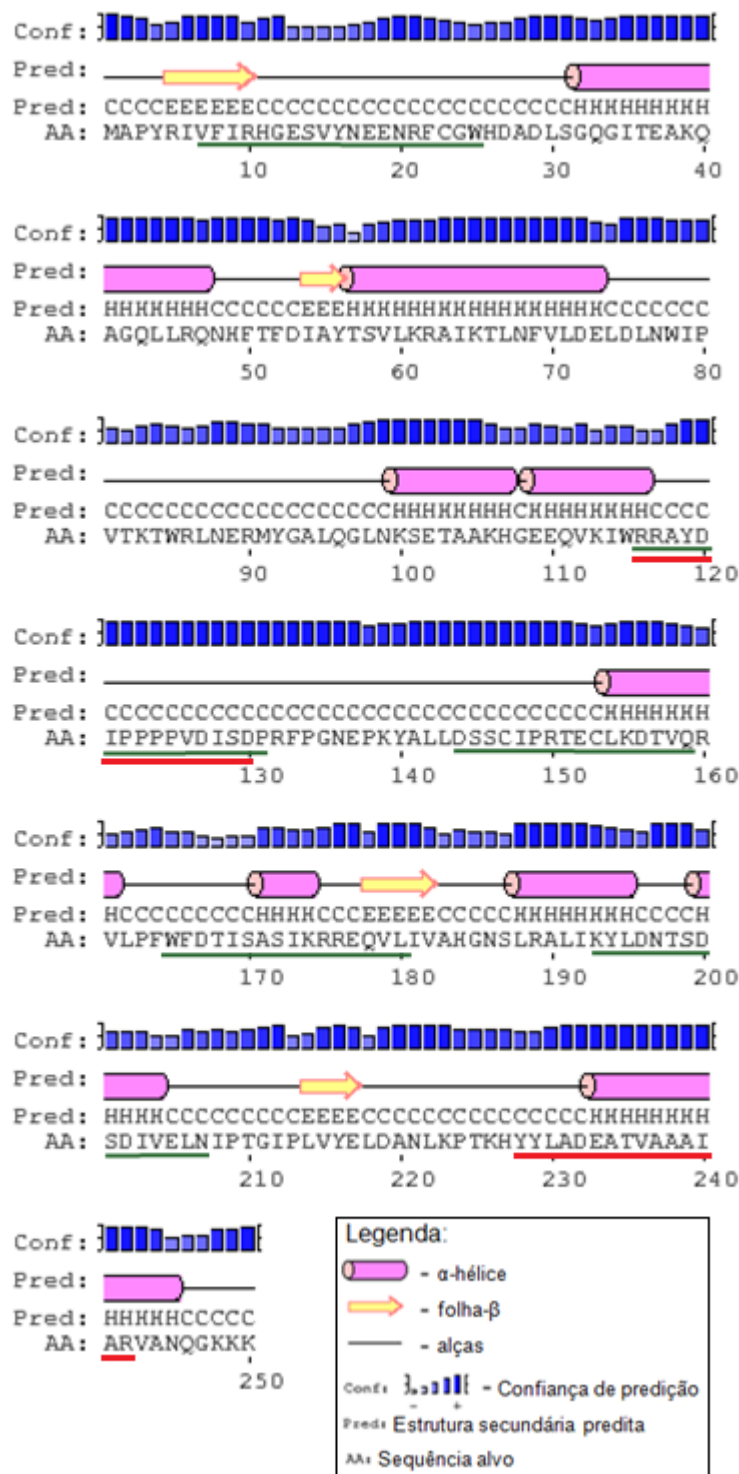 Conf:
Pred:
Pred: CCCCEEEEEECCCCCCCCCCCCCCCCCCCCCHHHHHHHHH
AA: MAPYRIVFIRHGESVYNEENRFCGWHDADLSGQGITEAKQ
10 20 30 40
Conf:
Pred:
Pred: HHHHHHHCCCCCCEEEHHHHHHHHHHHHHHHHHCCCCCCC
AA: AGQLLRQNHFTFDIAYTSVLKRAIKTLNFVLDELDLNWIP
50 60 70 80
Conf:
Pred:
Pred: CCCCCCCCCCCCCCCCCCCHHHHHHHHCHHHHHHHHCCCC
AA: VTKTWRLNERMYGALQGLNKSETAAKHGEEQVKIWRRAYD
90 100 110 120
Conf:
Pred:
Pred: CCCCCCCCCCCCCCCCCCCCCCCCCCCCCCCCCHHHHHHH
AA: IPPPPVDISDPRFPGNEPKYALLDSSCIPRTECLKDTVQR
130 140 150 160
Conf:
Pred:
Pred: HCCCCCCCCCHHHHCCCEEEEECCCCCHHHHHHHHCCCCH
AA: VLPFWFDTISASIKRREQVLIVAHGNSLRALIKYLDNTSD
170 180 190 200
Conf:
Pred:
Pred: HHHHCCCCCCCCCEEEECCCCCCCCCCCCCCCHHHHHHHH
AA: SDIVELNIPTGIPLVYELDANLKPTKHYYLADEATVAAAI
210 220 230 240
Conf:
Pred:
Pred: HHHHHCCCCC
AA: ARVANQGKKK
250
Legenda:
- α-hélice
- folha-β
- alças
Conf: - Confiança de predição
- +
Pred: Estrutura secundária predita
AA: Sequência alvo